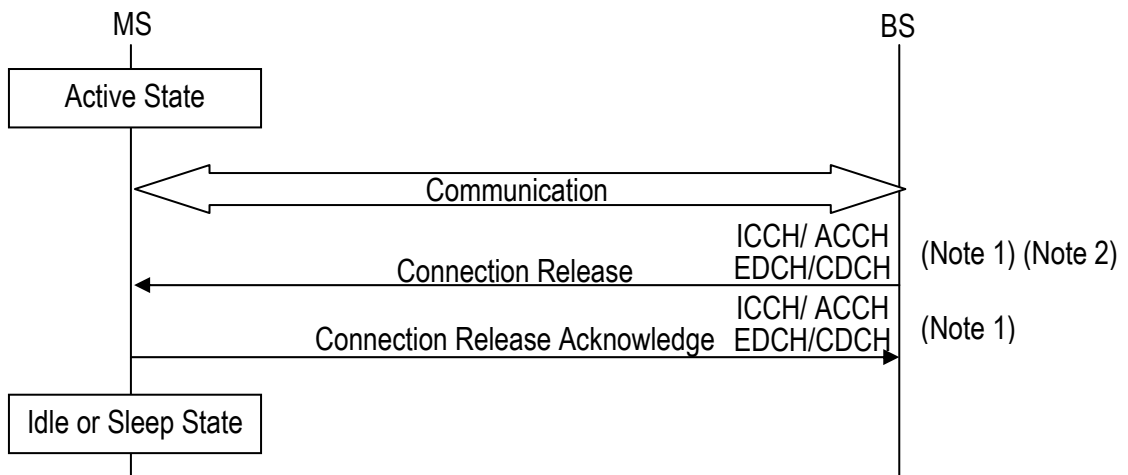 MS
BS
Active State
Communication
ICCH/ ACCH
EDCH/CDCH
(Note 1) (Note 2)
Connection Release
ICCH/ ACCH
EDCH/CDCH
(Note 1)
Connection Release Acknowledge
Idle or Sleep State